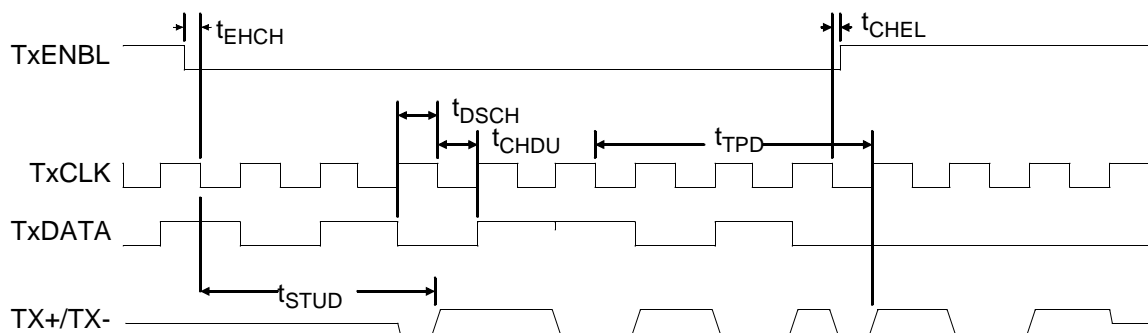 tEHCH
tCHEL
TxENBL
tDSCH
tCHDU
tTPD
TxCLK
TxDATA
tSTUD
TX+/TX-